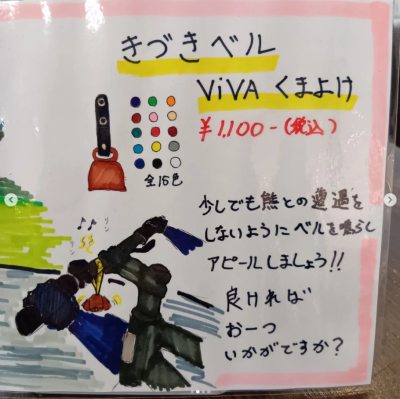 きづきベル
ViVA くまよけ
¥1,100-(税込)
全15色
少しでも熊との遭遇を
しないようにベルを鳴らし
アピールしましょう!!
良ければ
おーつ
いかがですか?
♪♪ リン
リン